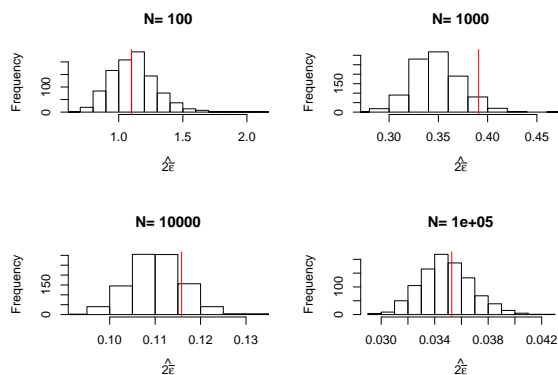 N= 100
Frequency
0 100
1.0 1.5 2.0
2ε̂
N= 1000
Frequency
0 150
0.30 0.35 0.40 0.45
2ε̂
N= 10000
Frequency
0 150
0.10 0.11 0.12 0.13
2ε̂
N= 1e+05
Frequency
0 150
0.030 0.034 0.038 0.042
2ε̂